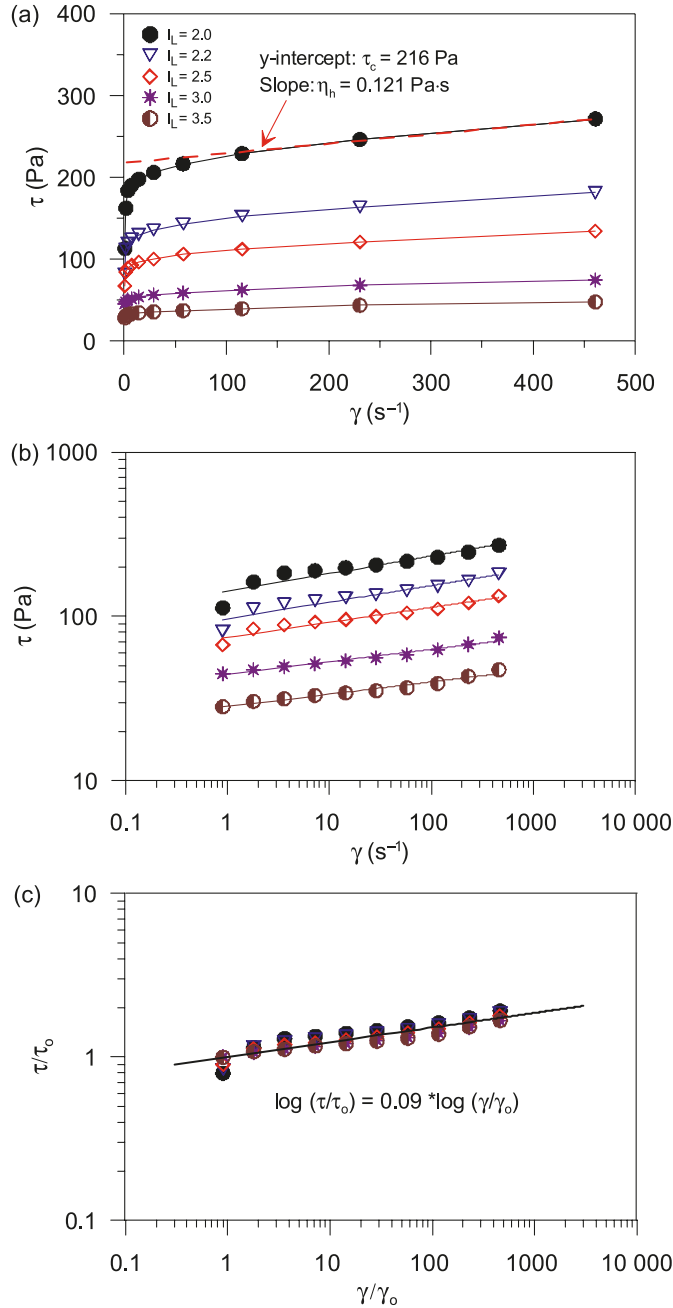 (a)
400
300
200
100
0
τ (Pa)
I_L = 2.0
I_L = 2.2
I_L = 2.5
I_L = 3.0
I_L = 3.5
y-intercept: τ_c = 216 Pa
Slope: η_h = 0.121 Pa·s
0 100 200 300 400 500
γ (s⁻¹)
(b)
1000
100
10
τ (Pa)
0.1 1 10 100 1000 10 000
γ (s⁻¹)
(c)
10
1
0.1
τ/τ_o
log (τ/τ_o) = 0.09 *log (γ/γ_o)
0.1 1 10 100 1000 10 000
γ/γ_o